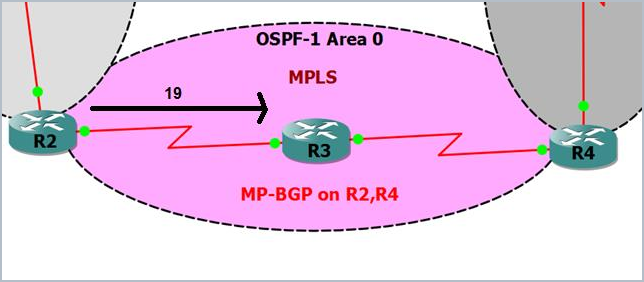 OSPF-1 Area 0
MPLS
19
R2
R3
R4
MP-BGP on R2,R4